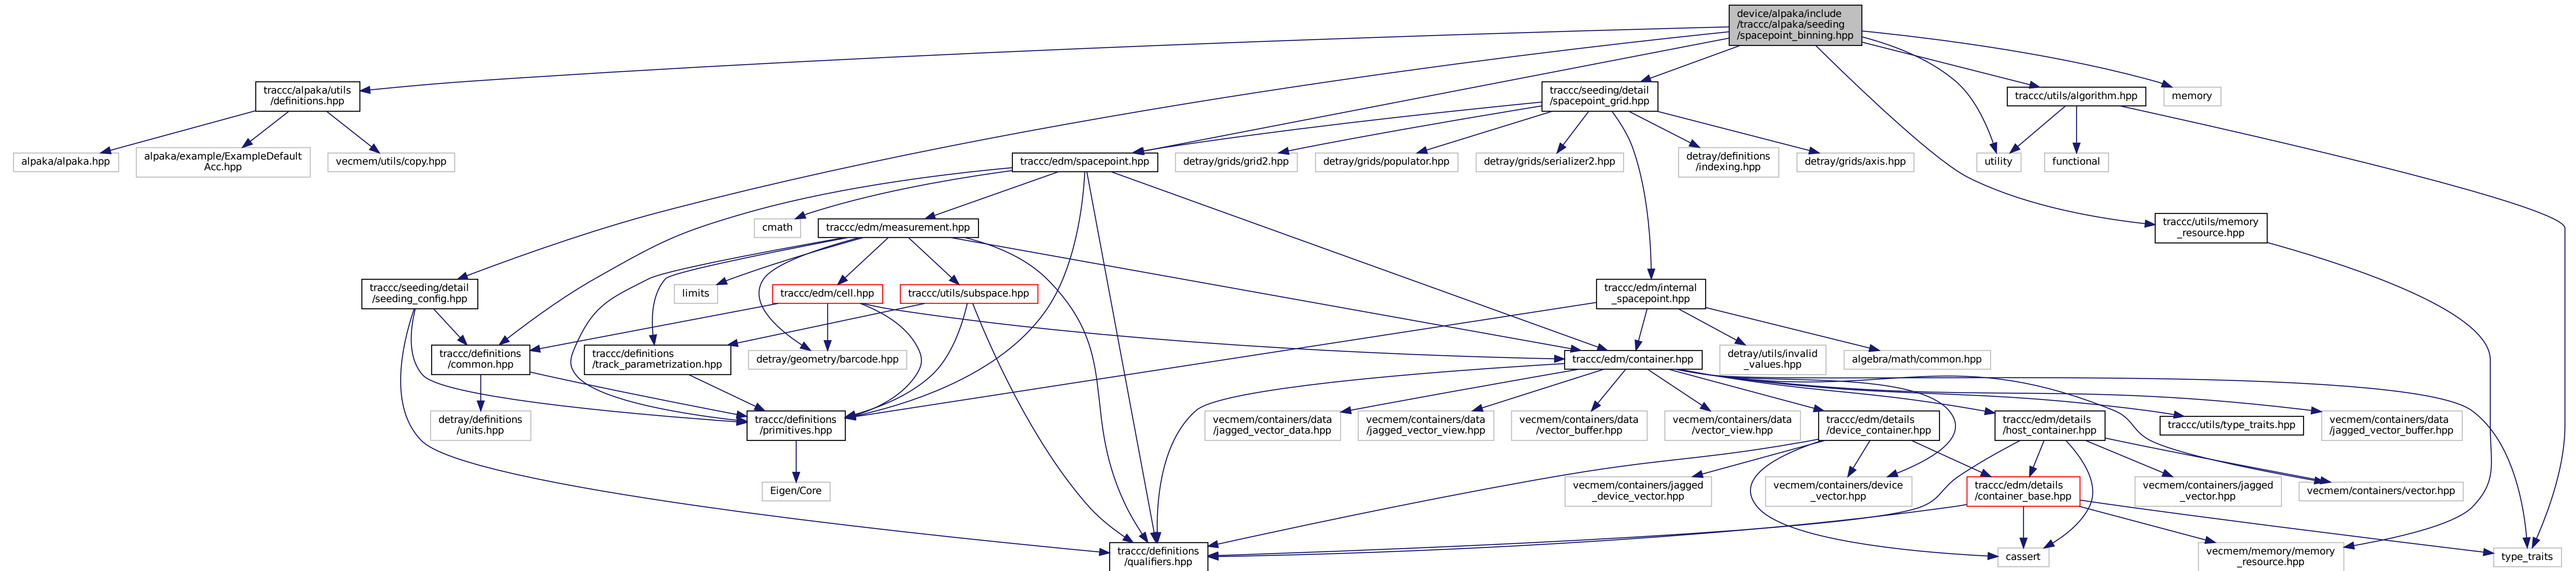 device/alpaka/include
/traccc/alpaka/seeding
/spacepoint_binning.hpp
traccc/alpaka/utils
/definitions.hpp
traccc/seeding/detail
/spacepoint_grid.hpp
traccc/utils/algorithm.hpp
memory
alpaka/alpaka.hpp
alpaka/example/ExampleDefault
Acc.hpp
vecmem/utils/copy.hpp
traccc/edm/spacepoint.hpp
detray/grids/grid2.hpp
detray/grids/populator.hpp
detray/grids/serializer2.hpp
detray/definitions
/indexing.hpp
detray/grids/axis.hpp
utility
functional
cmath
traccc/edm/measurement.hpp
traccc/utils/memory
_resource.hpp
traccc/seeding/detail
/seeding_config.hpp
limits
traccc/edm/cell.hpp
traccc/utils/subspace.hpp
traccc/edm/internal
_spacepoint.hpp
traccc/definitions
/common.hpp
traccc/definitions
/track_parametrization.hpp
detray/geometry/barcode.hpp
traccc/edm/container.hpp
detray/utils/invalid
_values.hpp
algebra/math/common.hpp
detray/definitions
/units.hpp
traccc/definitions
/primitives.hpp
vecmem/containers/data
/jagged_vector_data.hpp
vecmem/containers/data
/jagged_vector_view.hpp
vecmem/containers/data
/vector_buffer.hpp
vecmem/containers/data
/vector_view.hpp
traccc/edm/details
/device_container.hpp
traccc/edm/details
/host_container.hpp
traccc/utils/type_traits.hpp
vecmem/containers/data
/jagged_vector_buffer.hpp
Eigen/Core
vecmem/containers/jagged
_device_vector.hpp
vecmem/containers/device
_vector.hpp
traccc/edm/details
/container_base.hpp
vecmem/containers/jagged
_vector.hpp
vecmem/containers/vector.hpp
traccc/definitions
/qualifiers.hpp
cassert
vecmem/memory/memory
_resource.hpp
type_traits